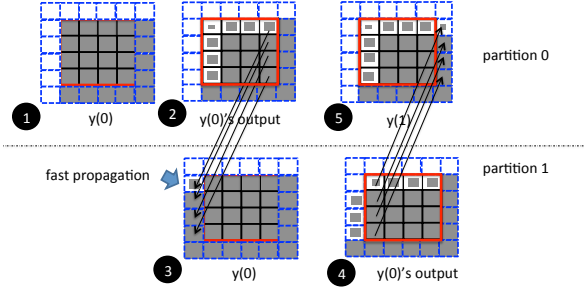 partition 0
1
2
5
y(0)
y(0)'s output
y(1)
fast propagation
partition 1
3
4
y(0)
y(0)'s output